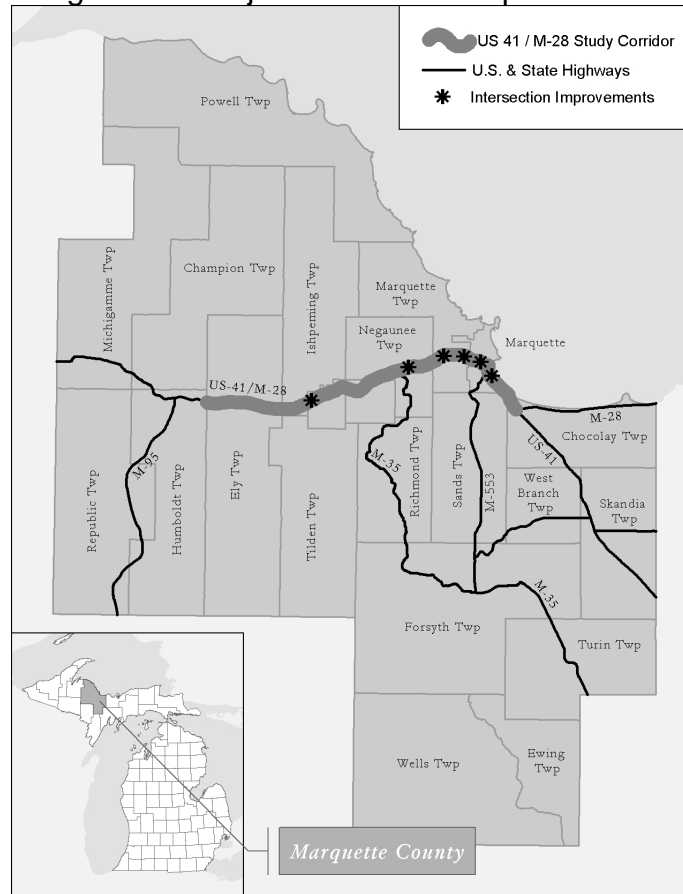 US 41 / M-28 Study Corridor
U.S. & State Highways
Intersection Improvements
Powell Twp
Michigamme Twp
Champion Twp
Ishpeming Twp
Marquette
Twp
Negaunee
Twp
Marquette
US-41/M-28
M-28
Chocolay Twp
US-41
M-95
M-35
Republic Twp
Humboldt Twp
Ely Twp
Tilden Twp
Richmond Twp
Sands Twp
M-553
West
Branch
Twp
Skandia
Twp
M-35
Forsyth Twp
Turin Twp
Wells Twp
Ewing
Twp
Marquette County